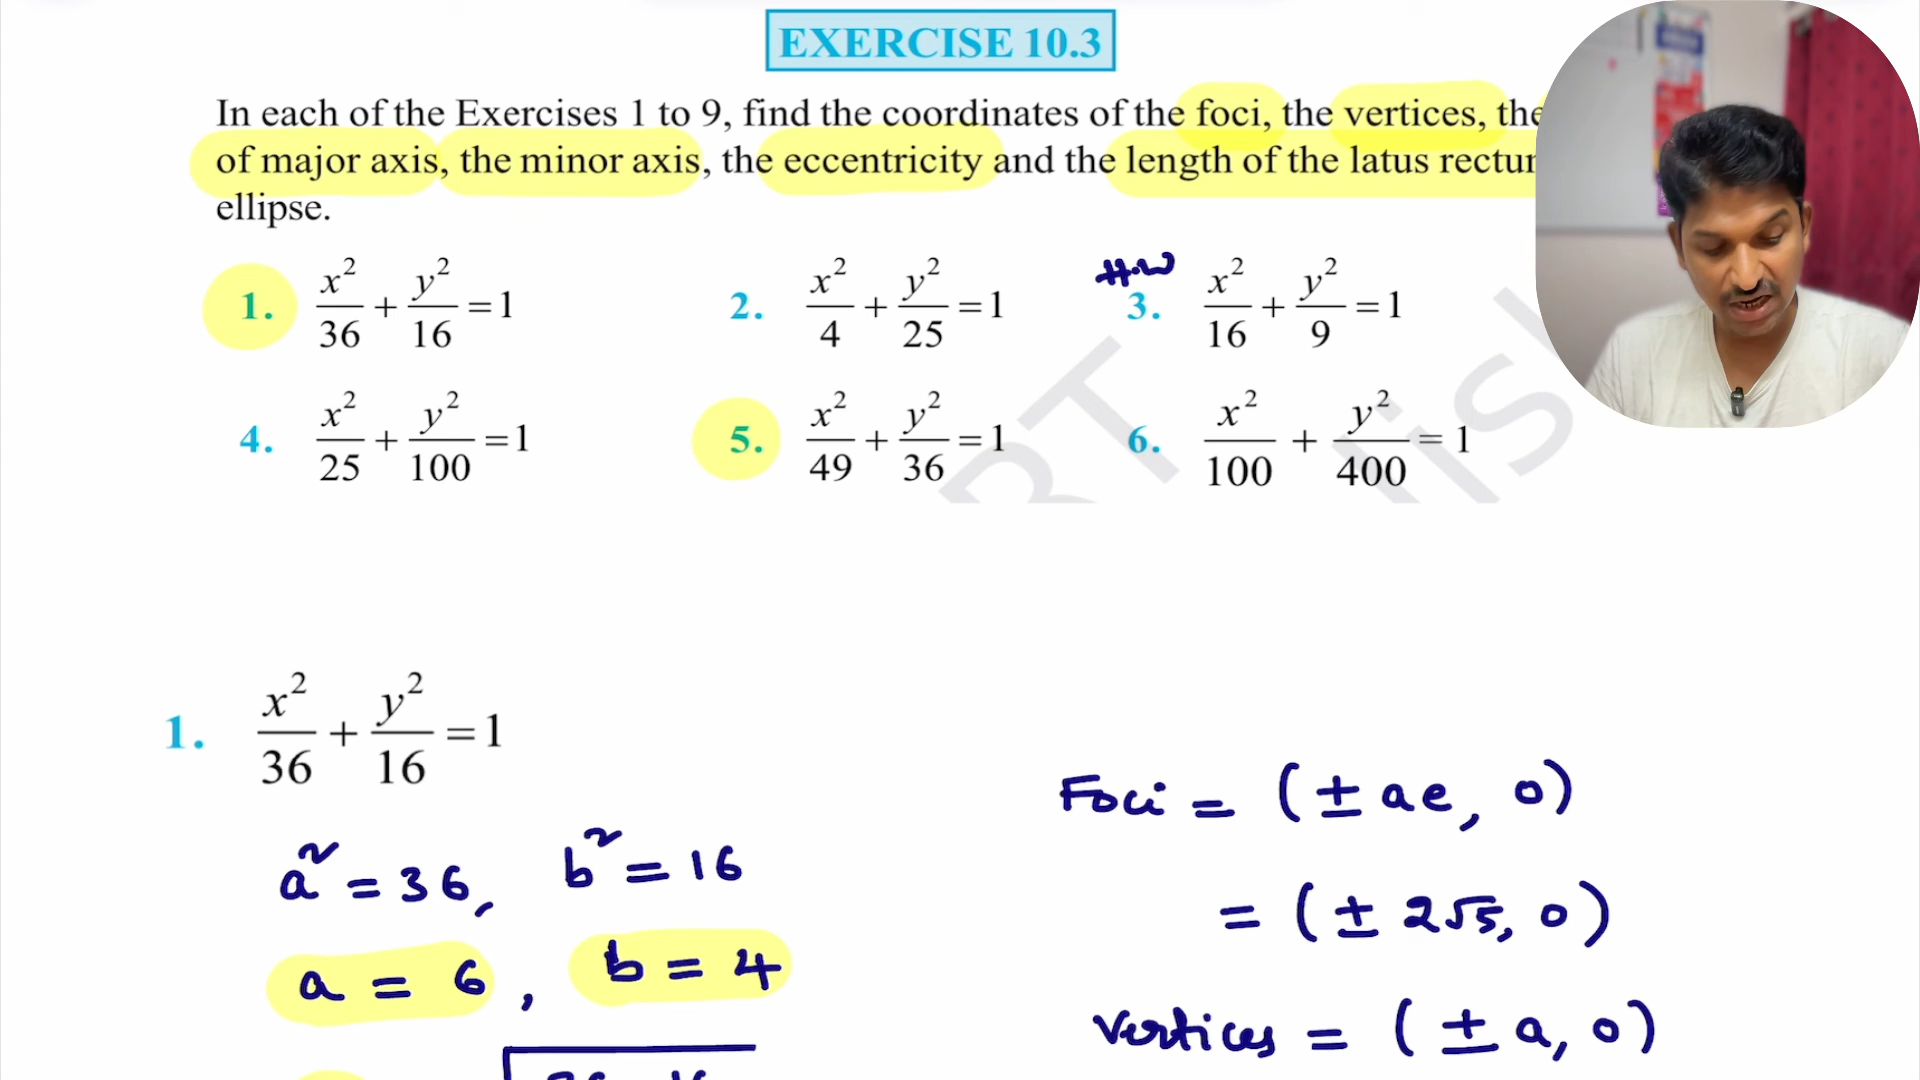 EXERCISE 10.3
In each of the Exercises 1 to 9, find the coordinates of the foci, the vertices, the
of major axis, the minor axis, the eccentricity and the length of the latus rectu
ellipse.
1. x²/36 + y²/16 = 1
2. x²/4 + y²/25 = 1
H.W
3. x²/16 + y²/9 = 1
4. x²/25 + y²/100 = 1
5. x²/49 + y²/36 = 1
6. x²/100 + y²/400 = 1
1. x²/36 + y²/16 = 1
a² = 36, b² = 16
a = 6, b = 4
Foci = (± ae, 0)
= (± 2√5, 0)
Vertices = (± a, 0)